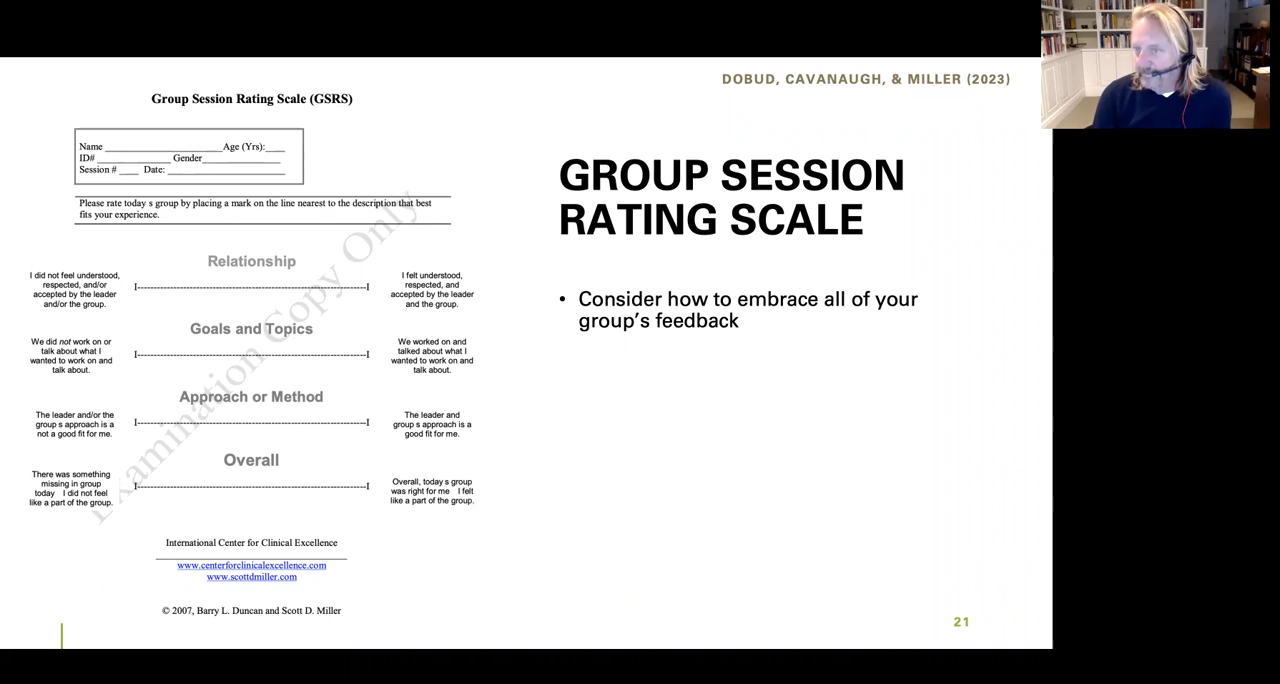 DOBUD, CAVANAUGH, & MILLER (2023)
Group Session Rating Scale (GSRS)
Name ________________________Age (Yrs):____
ID# _______________ Gender________________
Session # ____ Date: ________________________
Please rate today s group by placing a mark on the line nearest to the description that best
fits your experience.
Relationship
I did not feel understood,
respected, and/or
accepted by the leader
and/or the group.
I felt understood,
respected, and
accepted by the leader
and the group.
Goals and Topics
We did not work on or
talk about what I
wanted to work on and
talk about.
We worked on and
talked about what I
wanted to work on and
talk about.
Approach or Method
The leader and/or the
group s approach is a
not a good fit for me.
The leader and
group s approach is a
good fit for me.
Overall
There was something
missing in group
today I did not feel
like a part of the group.
Overall, today s group
was right for me I felt
like a part of the group.
Examination Copy Only
International Center for Clinical Excellence
www.centerforclinicalexcellence.com
www.scottdmiller.com
© 2007, Barry L. Duncan and Scott D. Miller
GROUP SESSION
RATING SCALE
• Consider how to embrace all of your
group's feedback
21